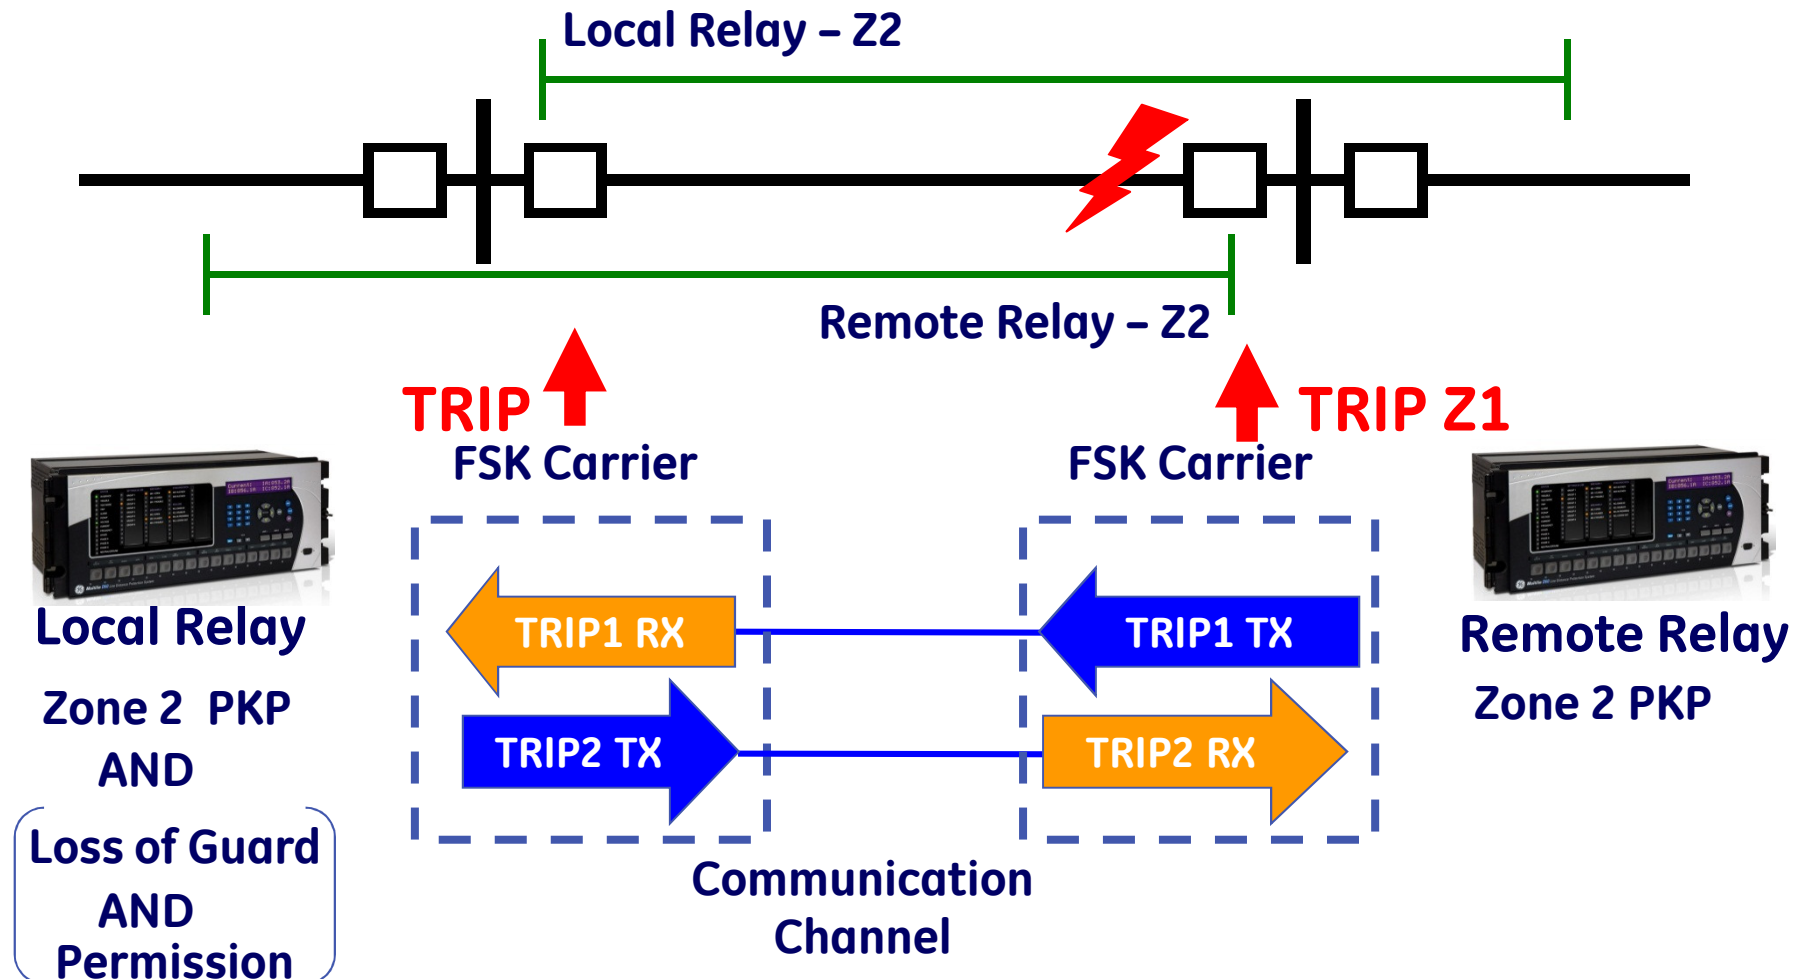 Local Relay – Z2
Remote Relay – Z2
TRIP
TRIP Z1
FSK Carrier
FSK Carrier
TRIP1 RX
TRIP1 TX
Local Relay
Remote Relay
Zone 2 PKP
Zone 2 PKP
TRIP2 TX
TRIP2 RX
AND
Loss of Guard
AND
Permission
Communication
Channel